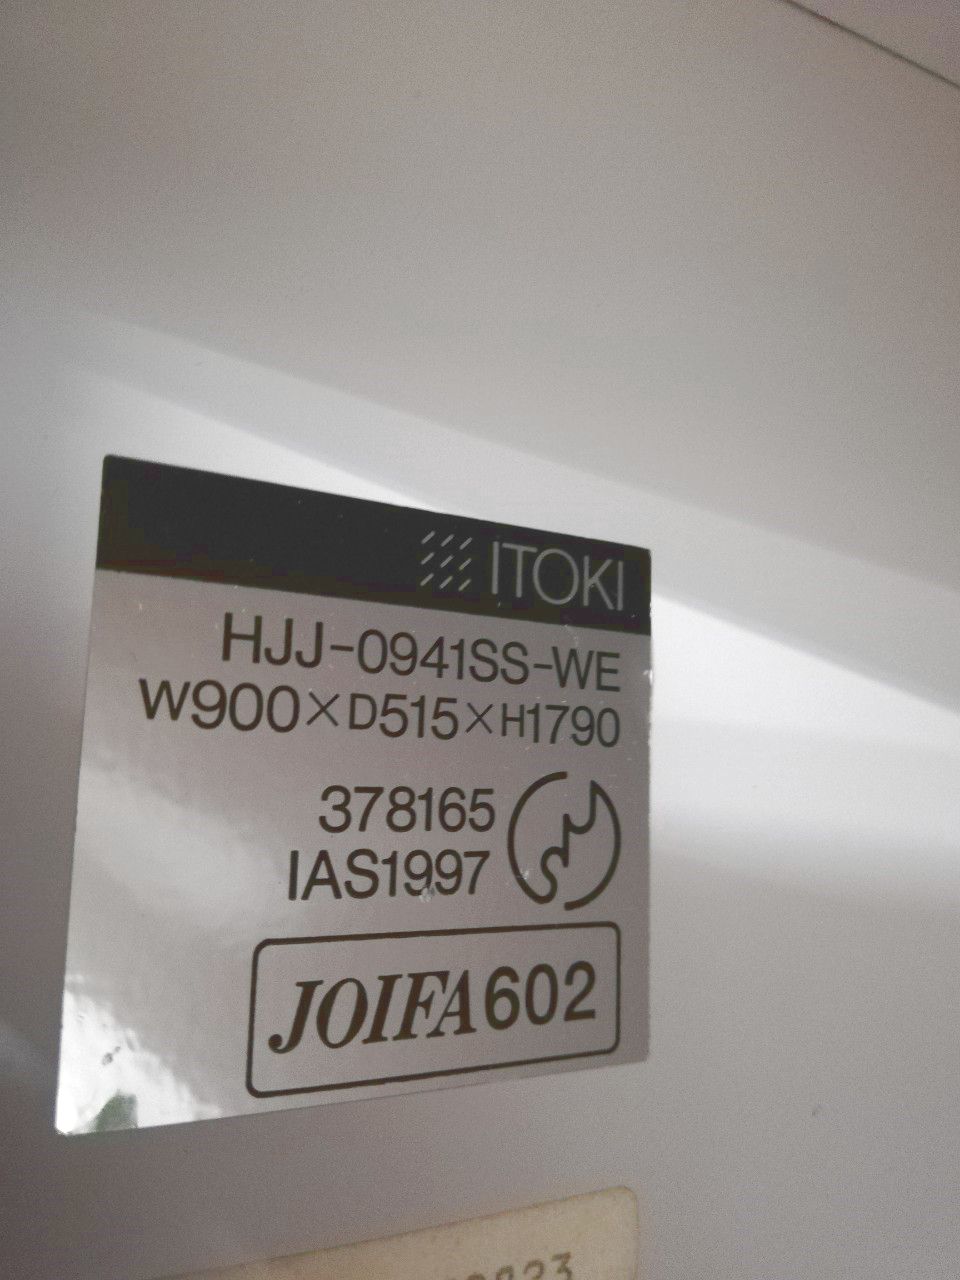 ITOKI
HJJ-0941SS-WE
W900×D515×H1790
378165
IAS1997
JOIFA602